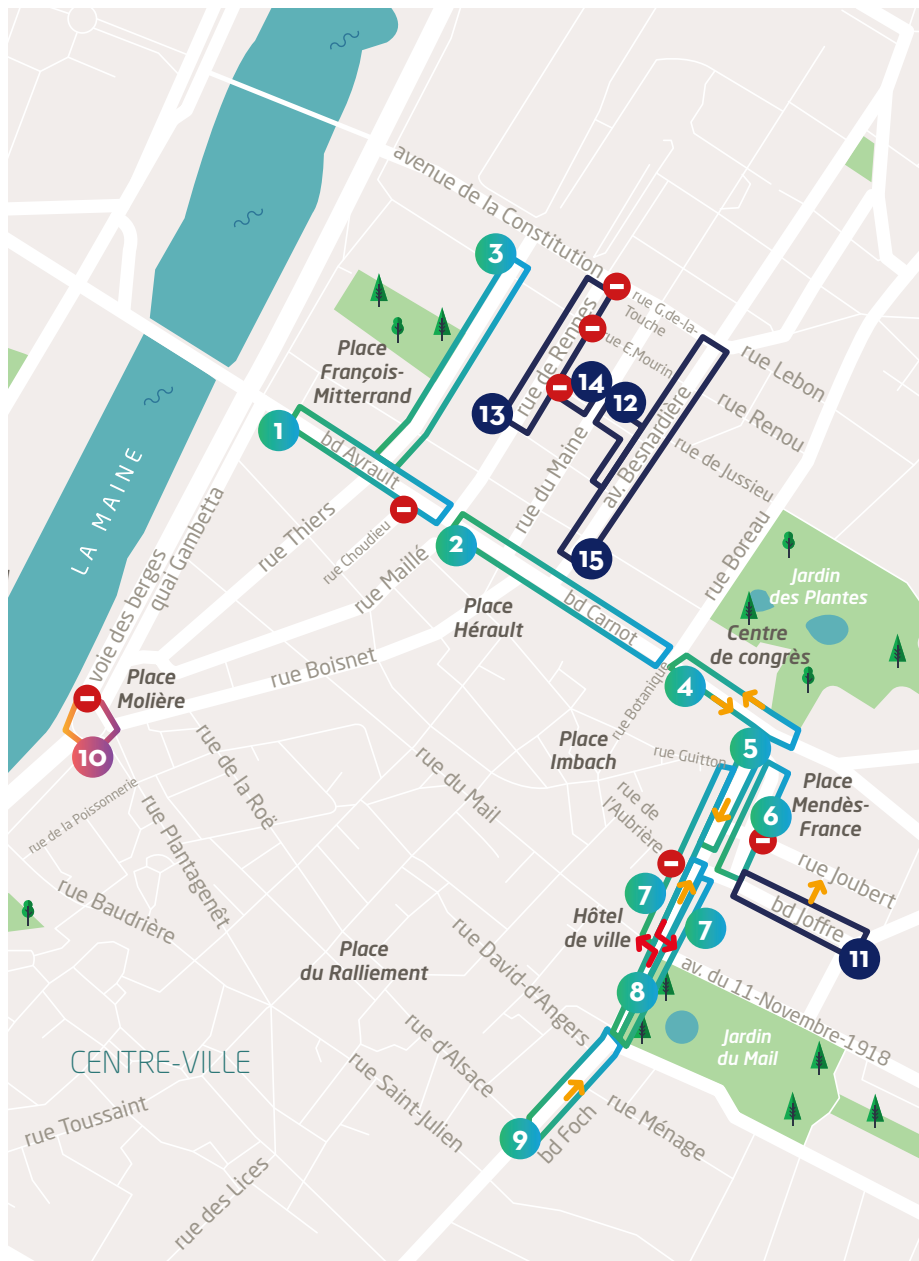 avenue de la Constitution
3
rue G.de-la-
Touche
rue de Rennes
rue E.Mourin
rue Lebon
Place
François-
Mitterrand
14
12
13
av. Besnardière
rue Renou
1
bd Avrault
rue du Maine
rue de Jussieu
LA MAINE
voie des berges
quai Gambetta
rue Thiers
rue Choudieu
rue Maillé
2
15
rue Boreau
Jardin
des Plantes
Place
Hérault
bd Carnot
Centre
de congrès
rue Boisnet
Place
Molière
4
rue Botanique
10
rue de la Roë
rue du Mail
Place
Imbach
rue Guitton
5
Place
Mendès-
France
6
rue de la Poissonnerie
rue Plantagenêt
rue de
l'Aubrière
rue Joubert
rue Baudrière
7
bd Joffre
7
11
Hôtel
de ville
Place
du Ralliement
rue David-d'Angers
8
av. du 11-Novembre-1918
Jardin
du Mail
CENTRE-VILLE
rue d'Alsace
rue Saint-Julien
rue Toussaint
9
bd Foch
rue Ménage
rue des Lices